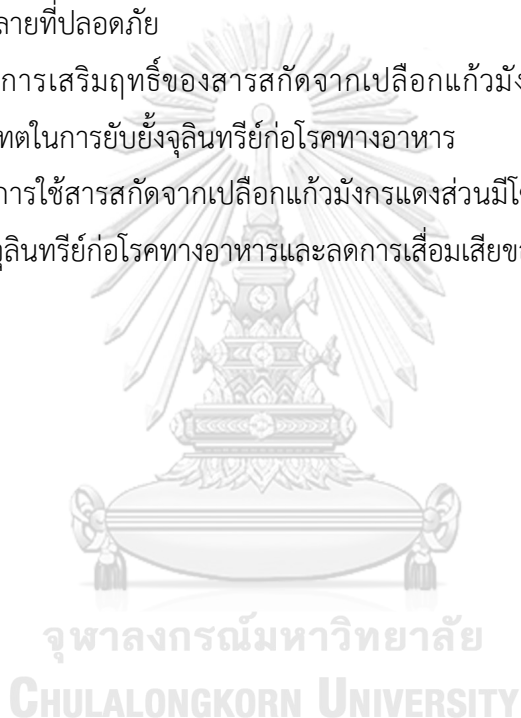 ลายที่ปลอดภัย
การเสริมฤทธิ์ของสารสกัดจากเปลือกแก้วมัง
ทตในการยับยั้งจุลินทรีย์ก่อโรคทางอาหาร
การใช้สารสกัดจากเปลือกแก้วมังกรแดงส่วนมี
จุลินทรีย์ก่อโรคทางอาหารและลดการเสื่อมเสีย
จุฬาลงกรณ์มหาวิทยาลัย
CHULALONGKORN UNIVERSITY